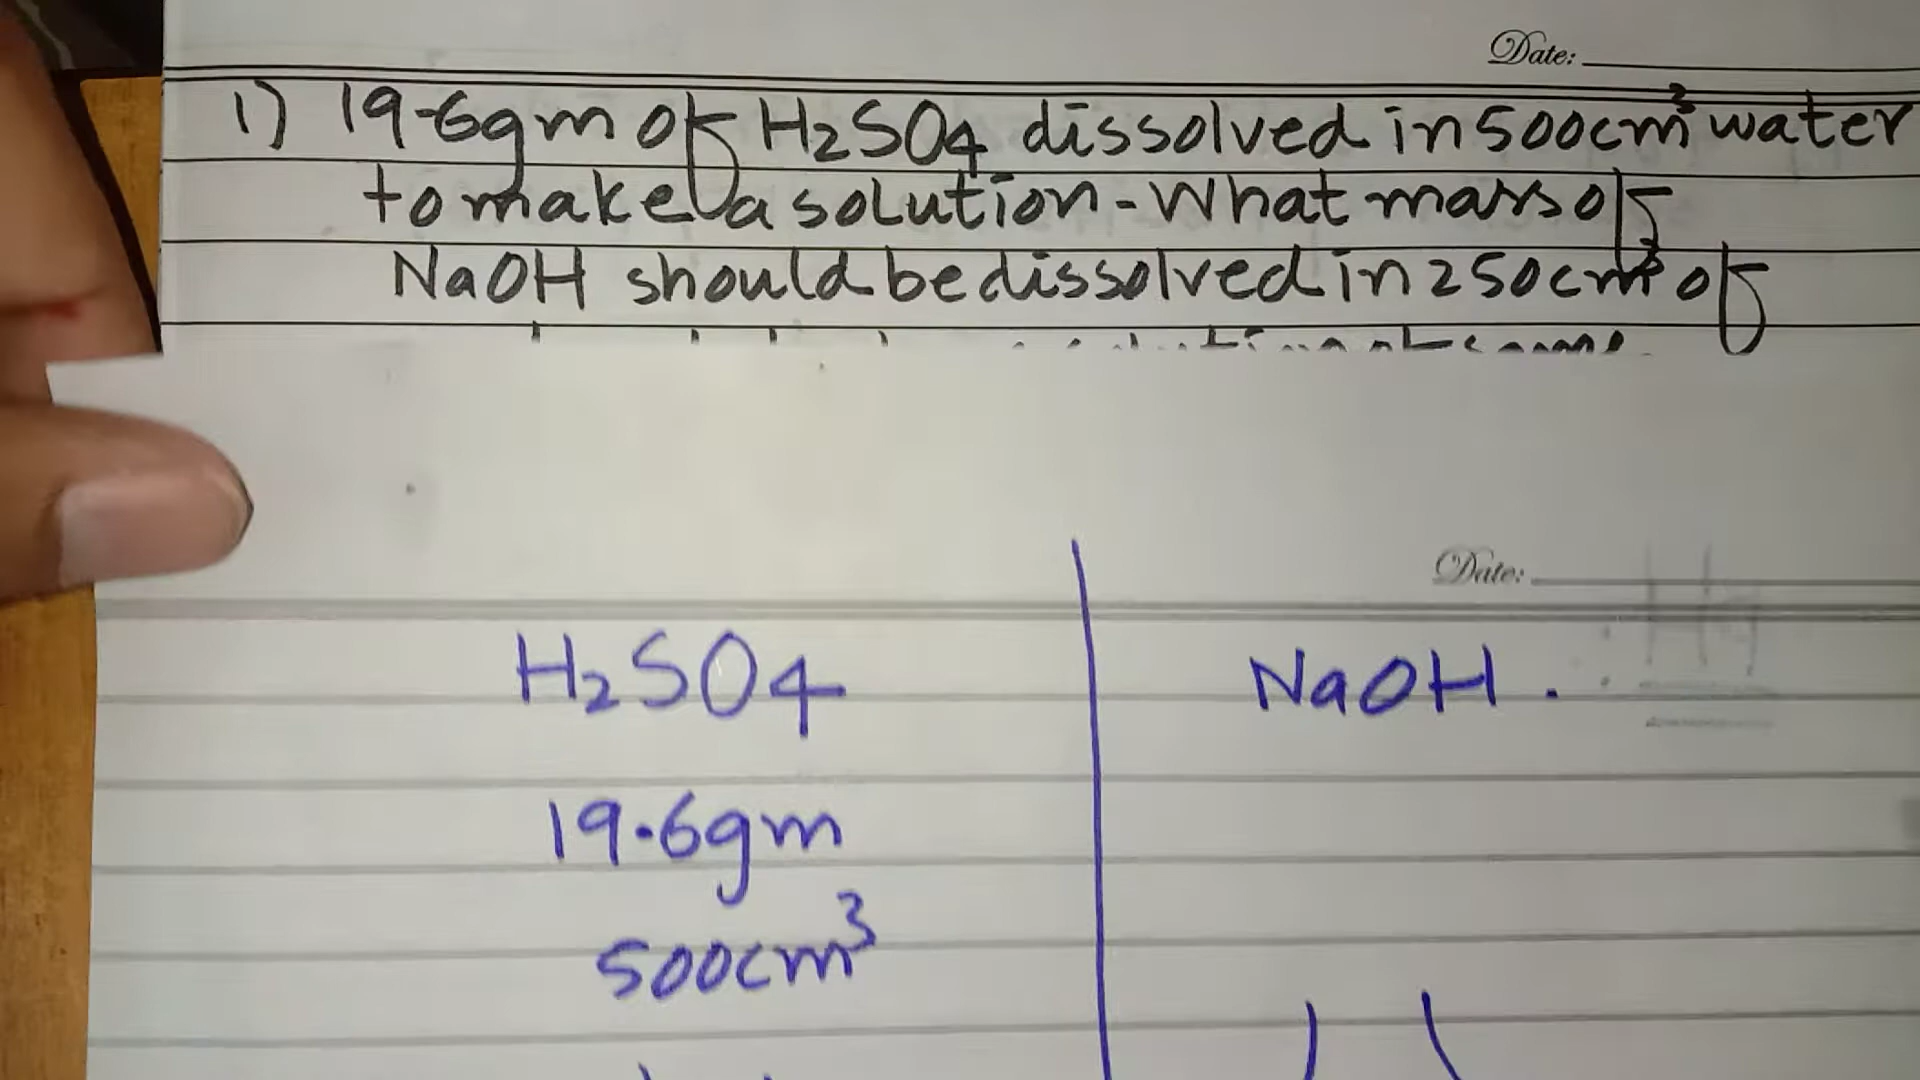 Date:
1) 19.6gm of H₂SO₄ dissolved in 500cm³ water
to make a solution. What mass of
NaOH should be dissolved in 250cm³ of
Date:
H₂SO₄
NaOH.
19.6gm
500cm³